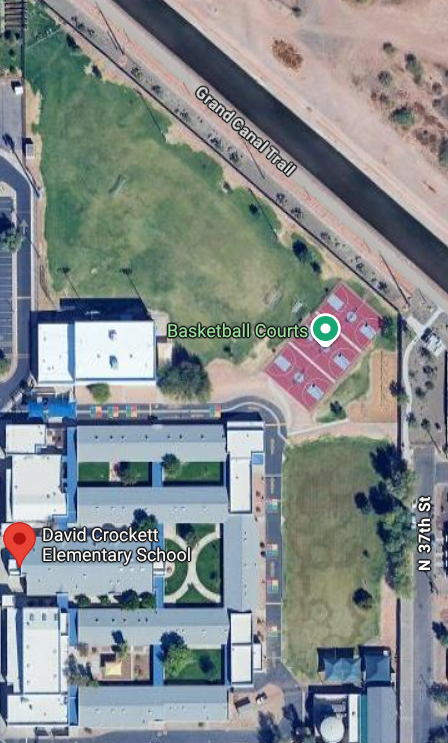 Grand Canal Trail
Basketball Courts
David Crockett
Elementary School
N 37th St